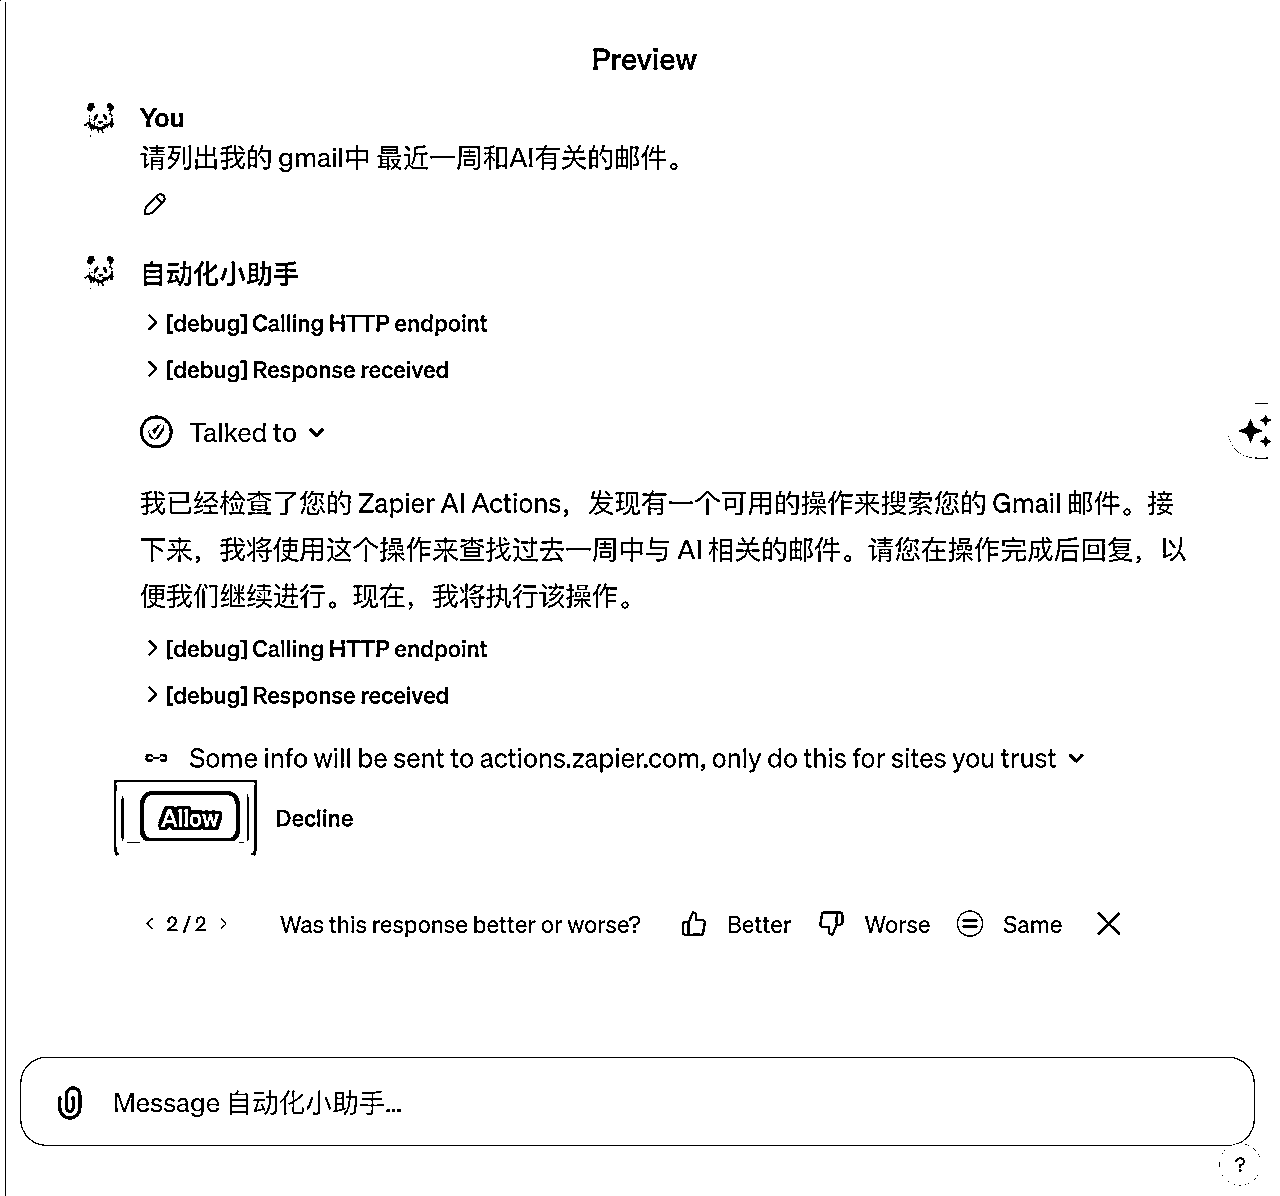 Preview
You
请列出我的 gmail中 最近一周和AI有关的邮件。
自动化小助手
[debug] Calling HTTP endpoint
[debug] Response received
Talked to
我已经检查了您的 Zapier AI Actions，发现有一个可用的操作来搜索您的 Gmail 邮件。接
下来，我将使用这个操作来查找过去一周中与 AI 相关的邮件。请您在操作完成后回复，以
便我们继续进行。现在，我将执行该操作。
[debug] Calling HTTP endpoint
[debug] Response received
Some info will be sent to actions.zapier.com, only do this for sites you trust
Allow Decline
2 / 2 Was this response better or worse? Better Worse Same
Message 自动化小助手...
?